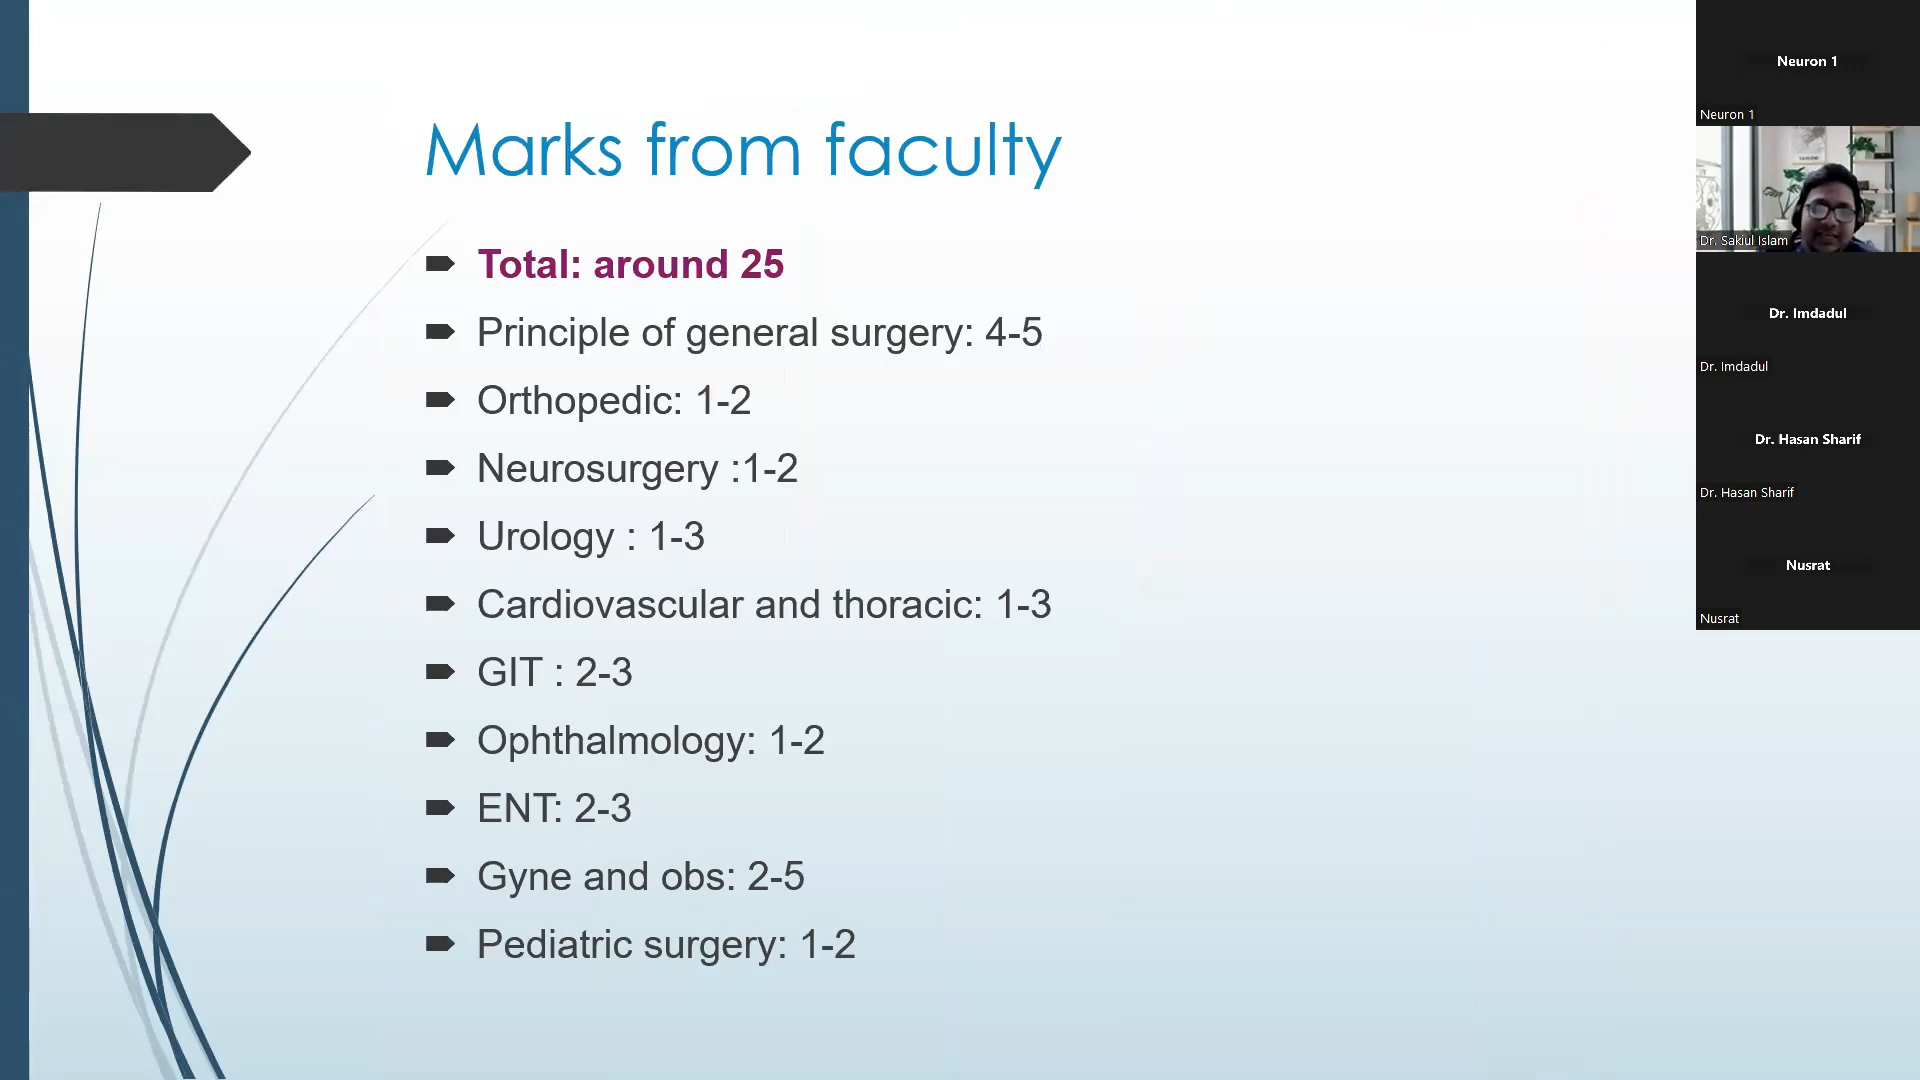 Marks from faculty
Total: around 25
Principle of general surgery: 4-5
Orthopedic: 1-2
Neurosurgery :1-2
Urology : 1-3
Cardiovascular and thoracic: 1-3
GIT : 2-3
Ophthalmology: 1-2
ENT: 2-3
Gyne and obs: 2-5
Pediatric surgery: 1-2
Neuron 1
Neuron 1
Dr. Sakiul Islam
Dr. Imdadul
Dr. Imdadul
Dr. Hasan Sharif
Dr. Hasan Sharif
Nusrat
Nusrat